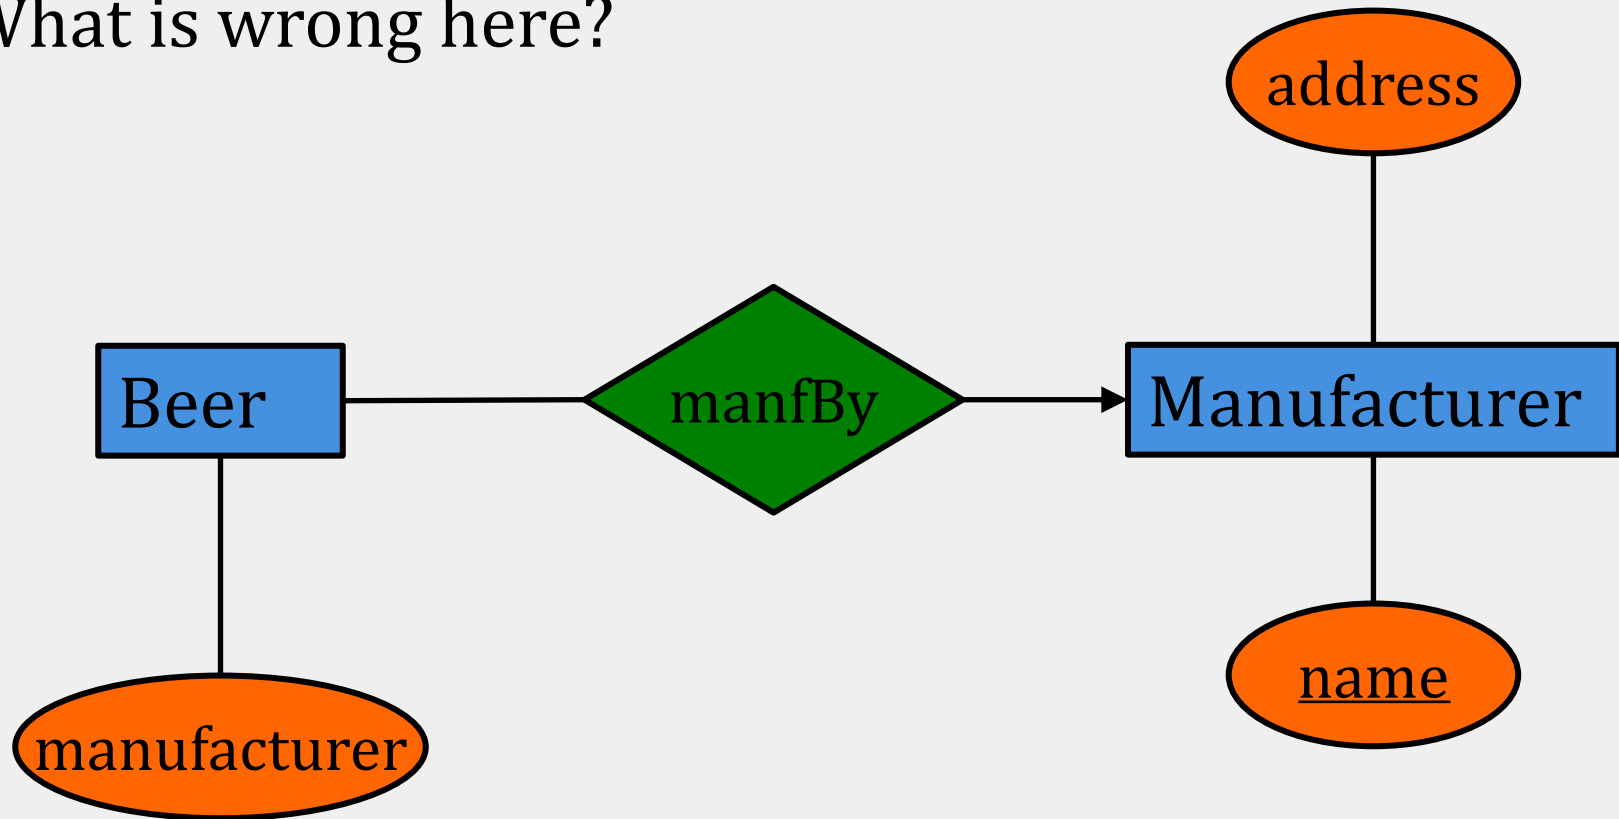 What is wrong here?
address
Beer
manfBy
Manufacturer
manufacturer
name